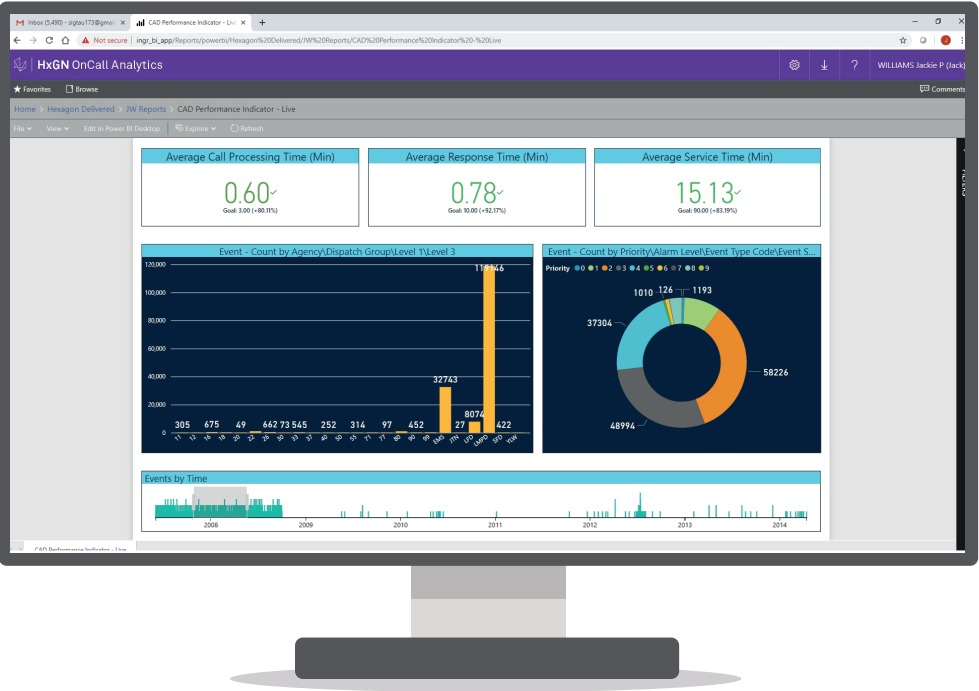 Inbox (5,490) - sigtau173@gmai
CAD Performance Indicator - Live
Not secure | ingr_bi_app/Reports/powerbi/Hexagon%20Delivered/JW%20Reports/CAD%20Performance%20Indicator%20-%20Live
HxGN OnCall Analytics
? WILLIAMS Jackie P (Jack)
Favorites Browse Comments
Home > Hexagon Delivered > JW Reports > CAD Performance Indicator - Live
File View Edit in Power BI Desktop Explore Refresh
FILTERS
Average Call Processing Time (Min)
0.60
Goal: 3.00 (+80.11%)
Average Response Time (Min)
0.78
Goal: 10.00 (+92.17%)
Average Service Time (Min)
15.13
Goal: 90.00 (+83.19%)
Event - Count by Agency\Dispatch Group\Level 1\Level 3
120,000
100,000
80,000
60,000
40,000
20,000
0
305 675 49 662 73 545 252 314 97 452 32743 27 8074 119146 422
11 12 16 18 20 22 26 30 33 37 40 50 55 71 77 80 90 99 EMS JTN LFD LMPD SFD YLW
Event - Count by Priority\Alarm Level\Event Type Code\Event S...
Priority 0 1 2 3 4 5 6 7 8 9
1010 126 1193
37304
58226
48994
Events by Time
2008 2009 2010 2011 2012 2013 2014
CAD Performance Indicator - Live